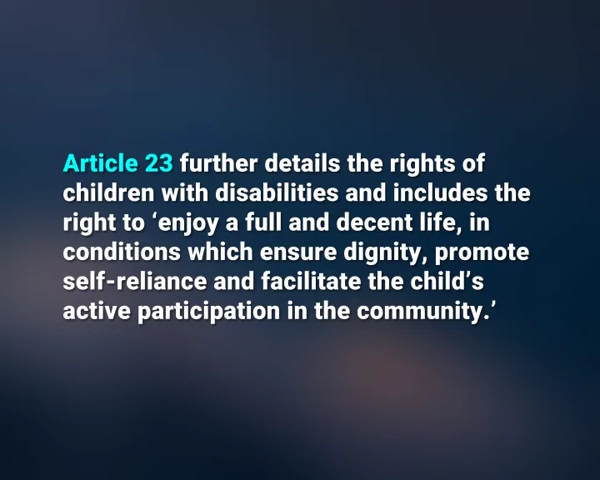 Article 23 further details the rights of
children with disabilities and includes the
right to ‘enjoy a full and decent life, in
conditions which ensure dignity, promote
self-reliance and facilitate the child’s
active participation in the community.’